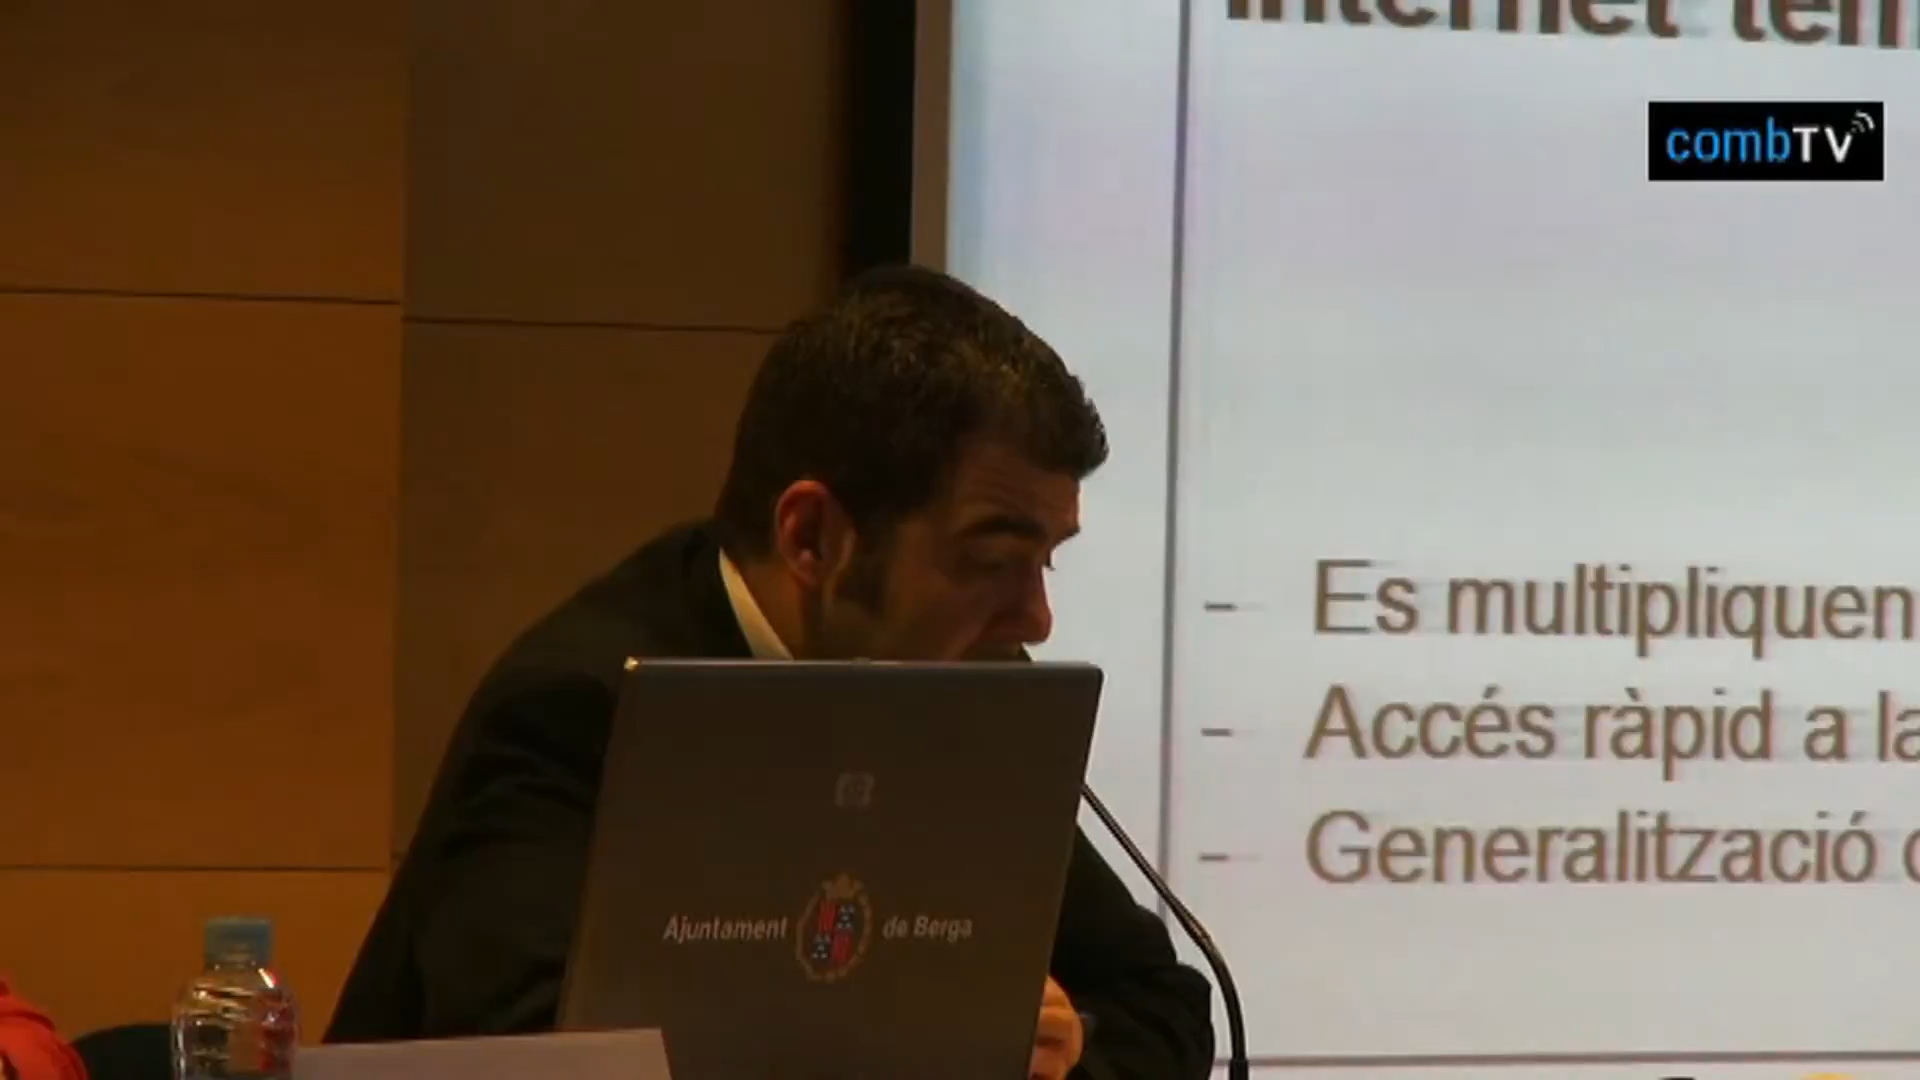 combTV
Es multipliquen
Accés ràpid a la
Generalització
Ajuntament de Berga